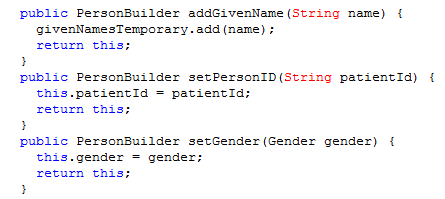 public PersonBuilder addGivenName(String name) {
  givenNamesTemporary.add(name);
  return this;
}
public PersonBuilder setPersonID(String patientId) {
  this.patientId = patientId;
  return this;
}
public PersonBuilder setGender(Gender gender) {
  this.gender = gender;
  return this;
}